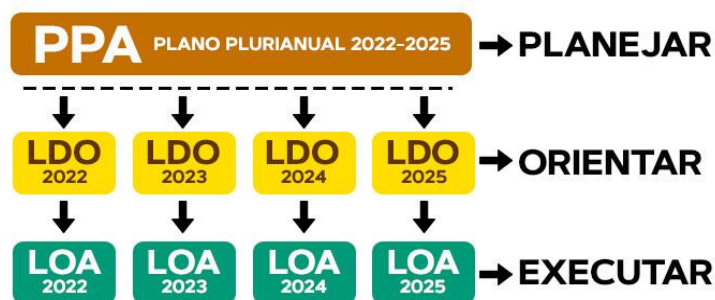 PPA PLANO PLURIANUAL 2022-2025 PLANEJAR
LDO LDO LDO LDO ORIENTAR
2022 2023 2024 2025
LOA LOA LOA LOA EXECUTAR
2022 2023 2024 2025